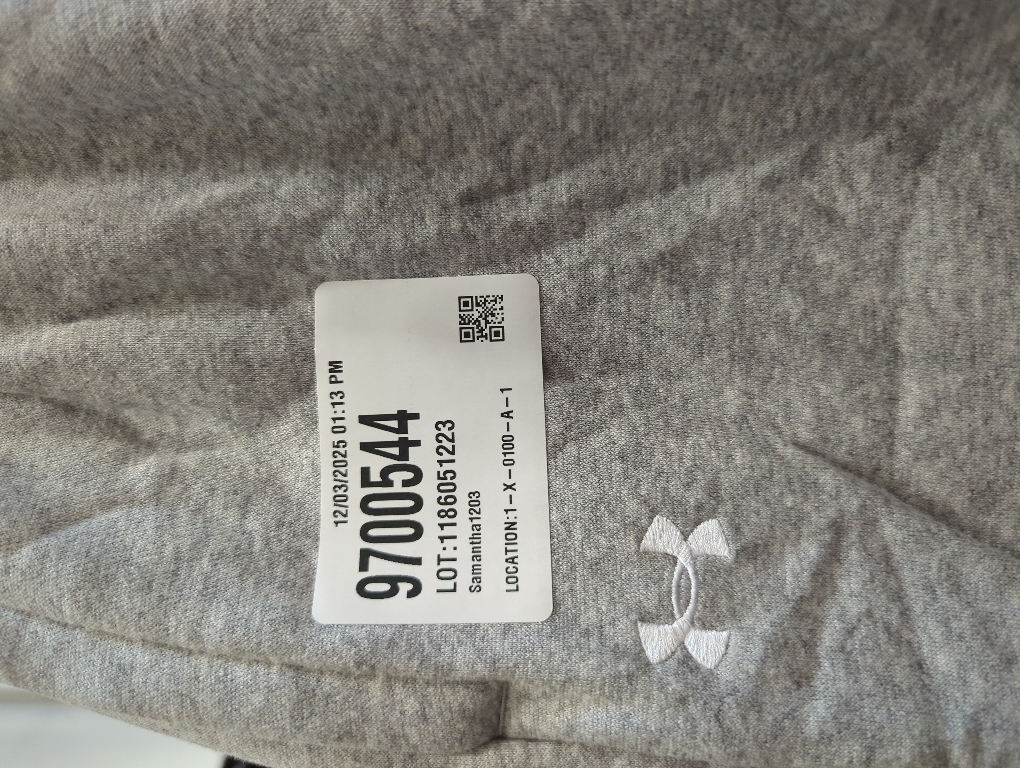 12/03/2025 01:13 PM
9700544
LOT:1186051223
Samantha1203
LOCATION:1-X-0100-A-1